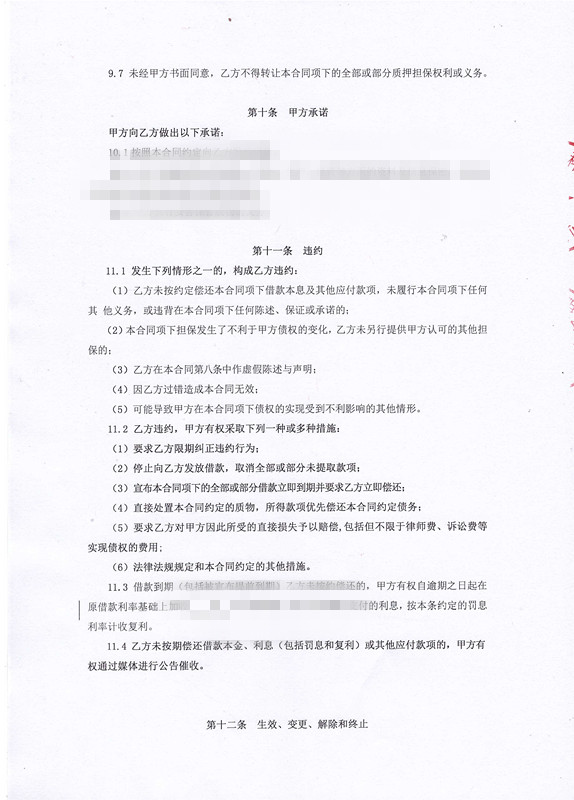 9.7 未经甲方书面同意，乙方不得转让本合同项下的全部或部分质押担保权利或义务。
第十条 甲方承诺
甲方向乙方做出以下承诺：
10.1 按照本合同约定
第十一条 违约
11.1 发生下列情形之一的，构成乙方违约：
（1）乙方未按约定偿还本合同项下借款本息及其他应付款项，未履行本合同项下任何
其 他义务，或违背在本合同项下任何陈述、保证或承诺的；
（2）本合同项下担保发生了不利于甲方债权的变化，乙方未另行提供甲方认可的其他担
保的；
（3）乙方在本合同第八条中作虚假陈述与声明；
（4）因乙方过错造成本合同无效；
（5）可能导致甲方在本合同项下债权的实现受到不利影响的其他情形。
11.2 乙方违约，甲方有权采取下列一种或多种措施：
（1）要求乙方限期纠正违约行为；
（2）停止向乙方发放借款，取消全部或部分未提取款项；
（3）宣布本合同项下的全部或部分借款立即到期并要求乙方立即偿还；
（4）直接处置本合同约定的质物，所得款项优先偿还本合同约定债务；
（5）要求乙方对甲方因此所受的直接损失予以赔偿,包括但不限于律师费、诉讼费等
实现债权的费用;
（6）法律法规规定和本合同约定的其他措施。
11.3 借款到期（包括被宣布提前到期）乙方未按约偿还的，甲方有权自逾期之日起在
原借款利率基础上 的利息，按本条约定的罚息
利率计收复利。
11.4 乙方未按期偿还借款本金、利息（包括罚息和复利）或其他应付款项的，甲方有
权通过媒体进行公告催收。
第十二条 生效、变更、解除和终止